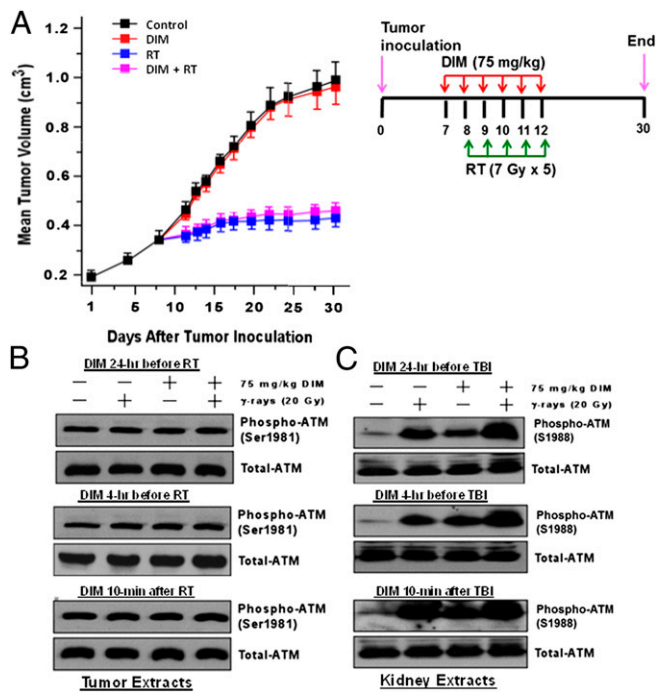 A
Mean Tumor Volume (cm³)
1.0
0.8
0.6
0.4
0.2
1
5
10
15
20
25
30
Days After Tumor Inoculation
Control
DIM
RT
DIM + RT
Tumor
inoculation
End
DIM (75 mg/kg)
0
7
8
9
10
11
12
30
RT (7 Gy x 5)
B
DIM 24-hr before RT
— — + + 75 mg/kg DIM
— + — + γ-rays (20 Gy)
Phospho-ATM
(Ser1981)
Total-ATM
DIM 4-hr before RT
Phospho-ATM
(Ser1981)
Total-ATM
DIM 10-min after RT
Phospho-ATM
(Ser1981)
Total-ATM
Tumor Extracts
C
DIM 24-hr before TBI
— — + + 75 mg/kg DIM
— + — + γ-rays (20 Gy)
Phospho-ATM
(S1988)
Total-ATM
DIM 4-hr before TBI
Phospho-ATM
(S1988)
Total-ATM
DIM 10-min after TBI
Phospho-ATM
(S1988)
Total-ATM
Kidney Extracts